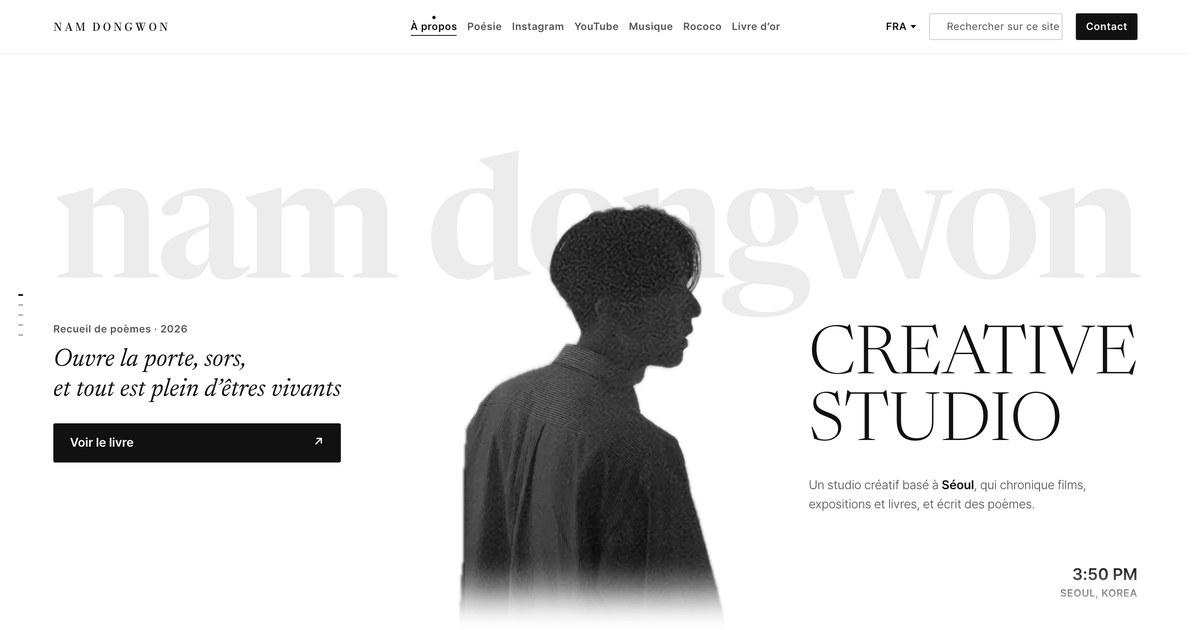 NAM DONGWON
À propos Poésie Instagram YouTube Musique Rococo Livre d’or
FRA
Rechercher sur ce site
Contact
nam dongwon
Recueil de poèmes · 2026
Ouvre la porte, sors,
et tout est plein d’êtres vivants
Voir le livre
CREATIVE
STUDIO
Un studio créatif basé à Séoul, qui chronique films,
expositions et livres, et écrit des poèmes.
3:50 PM
SEOUL, KOREA